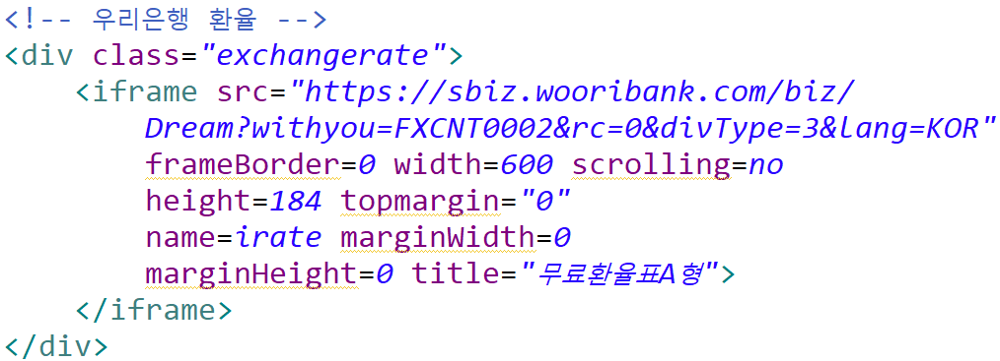 <!-- 우리은행 환율 -->
<div class="exchangerate">
<iframe src="https://sbiz.wooribank.com/biz/
Dream?withyou=FXCNT0002&rc=0&divType=3&lang=KOR"
frameBorder=0 width=600 scrolling=no
height=184 topmargin="0"
name=irate marginWidth=0
marginHeight=0 title="무료환율표A형">
</iframe>
</div>